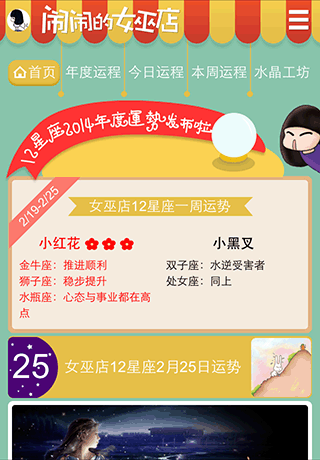 闹闹的女巫店
首页 年度运程 今日运程 本周运程 水晶工坊
12星座2014年度運勢发布啦
2/19-2/25
女巫店12星座一周运势
小红花 小黑叉
金牛座：推进顺利 双子座：水逆受害者
狮子座：稳步提升 处女座：同上
水瓶座：心态与事业都在高
点
25 女巫店12星座2月25日运势